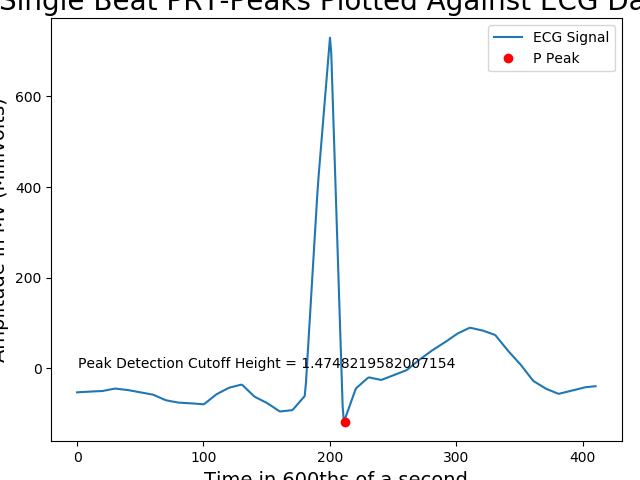 Single Beat PRT-Peaks Plotted Against ECG Da
ECG Signal
P Peak
Amplitude in MV (Millivolts)
600
400
200
0
Peak Detection Cutoff Height = 1.4748219582007154
0 100 200 300 400
Time in 600ths of a second